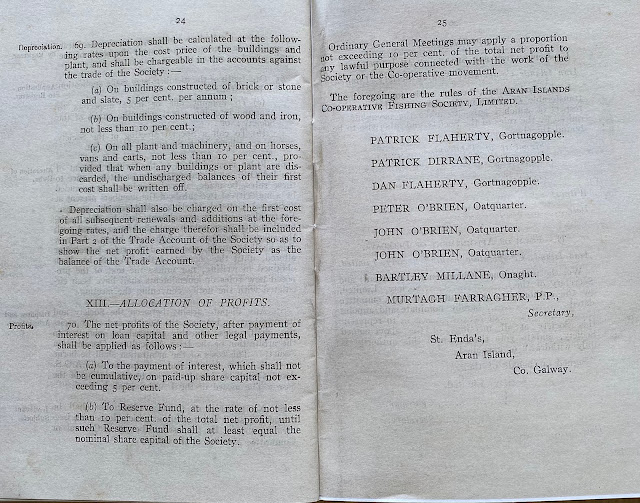 24
Depreciation. 69. Depreciation shall be calculated at the follow-
ing rates upon the cost price of the buildings and
plant, and shall be chargeable in the accounts against
the trade of the Society :—
(a) On buildings constructed of brick or stone
and slate, 5 per cent. per annum ;
(b) On buildings constructed of wood and iron,
not less than 10 per cent.;
(c) On all plant and machinery, and on horses,
vans and carts, not less than 10 per cent., pro-
vided that when any buildings or plant are dis-
carded, the undischarged balances of their first
cost shall be written off.
Depreciation shall also be charged on the first cost
of all subsequent renewals and additions at the fore-
going rates, and the charge therefor shall be included
in Part 2 of the Trade Account of the Society so as to
show the net profit earned by the Society as the
balance of the Trade Account.
XIII.—ALLOCATION OF PROFITS.
Profits. 70. The net profits of the Society, after payment of
interest on loan capital and other legal payments,
shall be applied as follows :—
(a) To the payment of interest, which shall not
be cumulative, on paid-up share capital not ex-
ceeding 5 per cent.
(b) To Reserve Fund, at the rate of not less
than 10 per cent. of the total net profit, until
such Reserve Fund shall at least equal the
nominal share capital of the Society.
25
Ordinary General Meetings may apply a proportion
not exceeding 10 per cent. of the total net profit to
any lawful purpose connected with the work of the
Society or the Co-operative movement.
The foregoing are the rules of the ARAN ISLANDS
CO-OPERATIVE FISHING SOCIETY, LIMITED.
PATRICK FLAHERTY, Gortnagopple.
PATRICK DIRRANE, Gortnagopple.
DAN FLAHERTY, Gortnagopple.
PETER O'BRIEN, Oatquarter.
JOHN O'BRIEN, Oatquarter.
JOHN O'BRIEN, Oatquarter.
BARTLEY MILLANE, Onaght.
MURTAGH FARRAGHER, P.P.,
Secretary,
St. Enda's,
Aran Island,
Co. Galway.